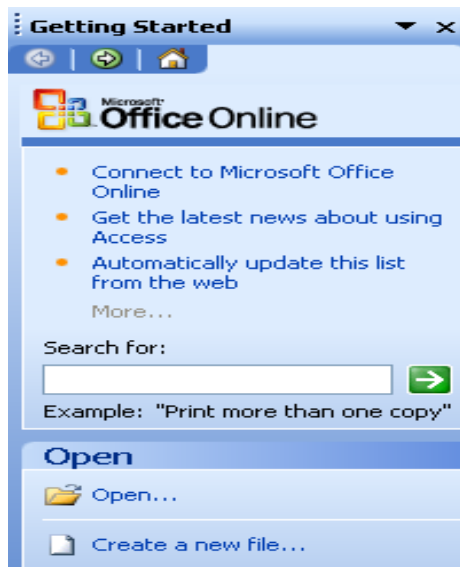 Getting Started
Microsoft
Office Online
Connect to Microsoft Office
Online
Get the latest news about using
Access
Automatically update this list
from the web
More...
Search for:
Example: "Print more than one copy"
Open
Open...
Create a new file...